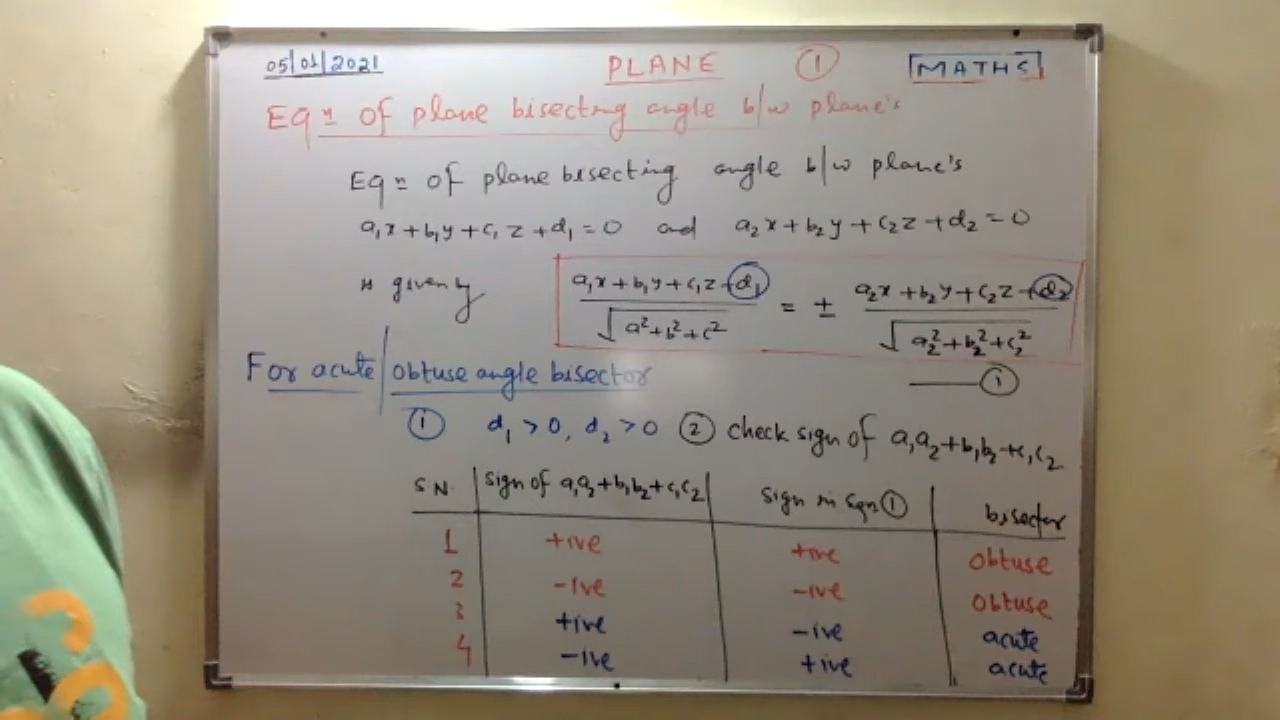 05/01/2021 PLANE ① MATHS
Eqⁿ of plane bisecting angle b/w plane's
Eqⁿ of plane bisecting angle b/w plane's
a₁x + b₁y + c₁z + d₁ = 0 and a₂x + b₂y + c₂z + d₂ = 0
is given by (a₁x + b₁y + c₁z + d₁)/√(a² + b² + c²) = ± (a₂x + b₂y + c₂z + d₂)/√(a₂² + b₂² + c₂²)
① 
For acute/obtuse angle bisector
① d₁ > 0, d₂ > 0 ② check sign of a₁a₂ + b₁b₂ + c₁c₂
S N. sign of a₁a₂ + b₁b₂ + c₁c₂ sign in eqn ① bisector
1 +ive +ive obtuse
2 -ive -ive obtuse
3 +ive -ive acute
4 -ive +ive acute